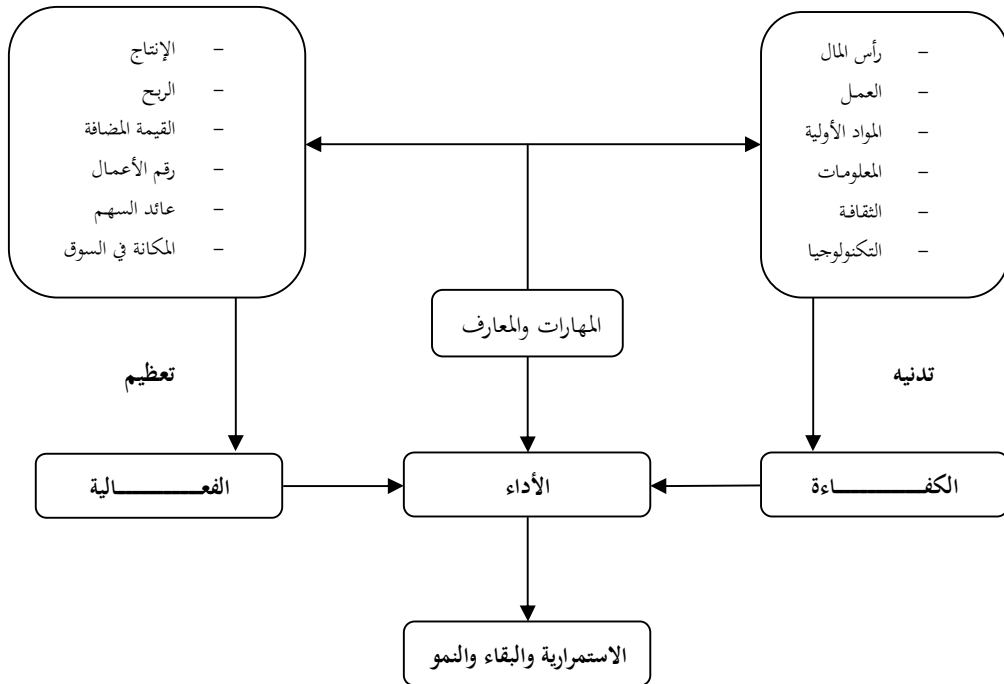 – رأس المال
– العمل
– المواد الأولية
– المعلومات
– الثقافة
– التكنولوجيا
– الإنتاج
– الربح
– القيمة المضافة
– رقم الأعمال
– عائد السهم
– المكانة في السوق
المهارات والمعارف
تدنيه
تعظيم
الكفـــــــــاءة
الأداء
الفعـــــــــالية
الاستمرارية والبقاء والنمو